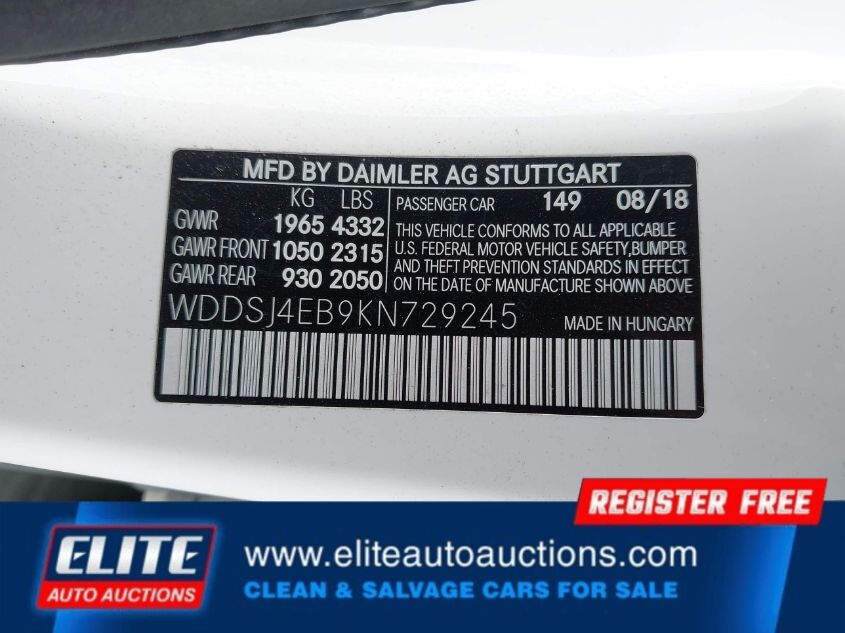 MFD BY DAIMLER AG STUTTGART
KG LBS
GVWR 1965 4332
GAWR FRONT 1050 2315
GAWR REAR 930 2050
PASSENGER CAR 149 08/18
THIS VEHICLE CONFORMS TO ALL APPLICABLE
U.S. FEDERAL MOTOR VEHICLE SAFETY,BUMPER
AND THEFT PREVENTION STANDARDS IN EFFECT
ON THE DATE OF MANUFACTURE SHOWN ABOVE
WDDSJ4EB9KN729245 MADE IN HUNGARY
REGISTER FREE
ELITE
AUTO AUCTIONS
www.eliteautoauctions.com
CLEAN & SALVAGE CARS FOR SALE